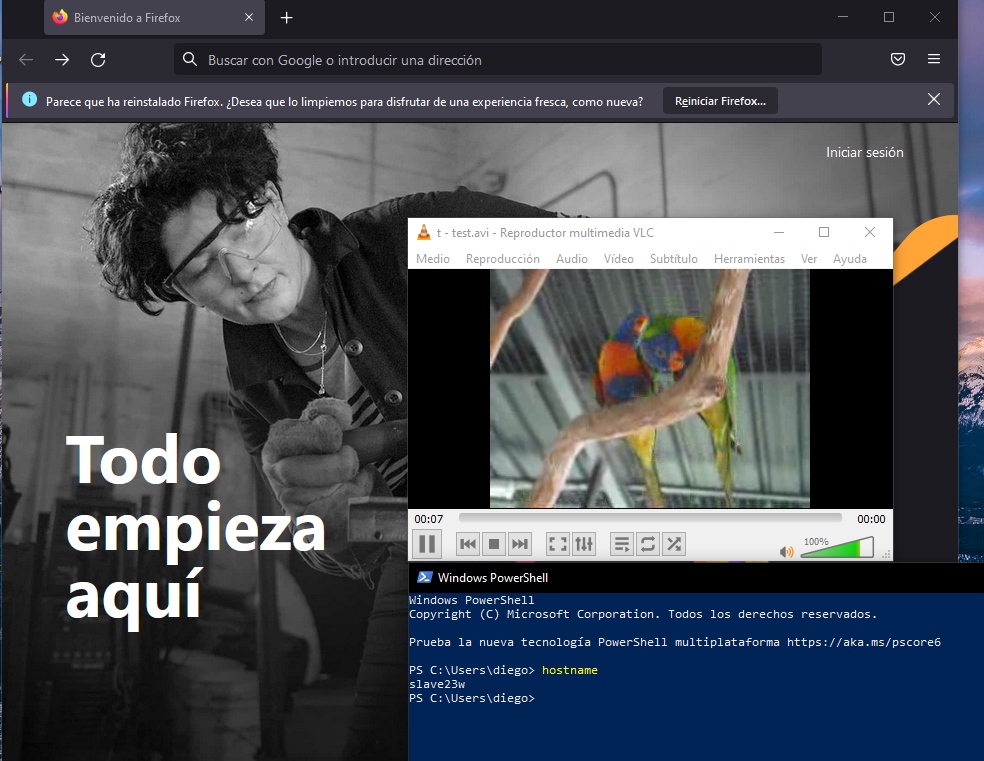 Bienvenido a Firefox
Buscar con Google o introducir una dirección
Parece que ha reinstalado Firefox. ¿Desea que lo limpiemos para disfrutar de una experiencia fresca, como nueva?
Reiniciar Firefox...
Iniciar sesión
Todo
empieza
aquí
t - test.avi - Reproductor multimedia VLC
Medio Reproducción Audio Vídeo Subtítulo Herramientas Ver Ayuda
00:07 00:00
100%
Windows PowerShell
Windows PowerShell
Copyright (C) Microsoft Corporation. Todos los derechos reservados.
Prueba la nueva tecnología PowerShell multiplataforma https://aka.ms/pscore6
PS C:\Users\diego> hostname
slave23w
PS C:\Users\diego>